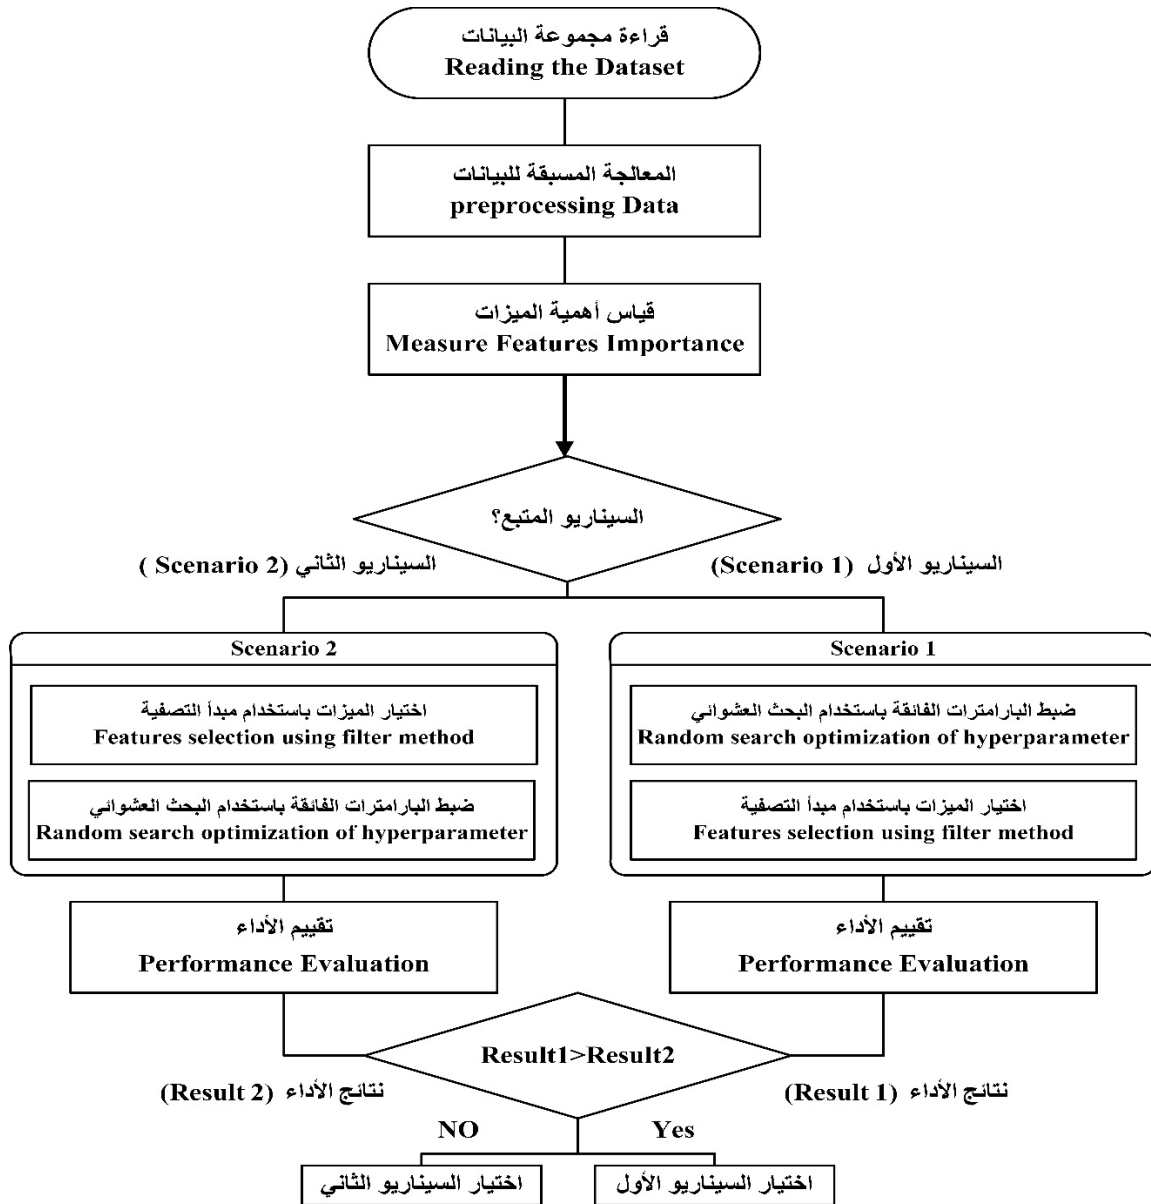 قراءة مجموعة البيانات
Reading the Dataset
المعالجة المسبقة للبيانات
preprocessing Data
قياس أهمية الميزات
Measure Features Importance
السيناريو المتبع؟
السيناريو الأول (Scenario 1)
السيناريو الثاني (Scenario 2 )
Scenario 1
ضبط البارامترات الفائقة باستخدام البحث العشوائي
Random search optimization of hyperparameter
اختيار الميزات باستخدام مبدأ التصفية
Features selection using filter method
Scenario 2
اختيار الميزات باستخدام مبدأ التصفية
Features selection using filter method
ضبط البارامترات الفائقة باستخدام البحث العشوائي
Random search optimization of hyperparameter
تقييم الأداء
Performance Evaluation
تقييم الأداء
Performance Evaluation
Result1>Result2
نتائج الأداء (Result 1)
نتائج الأداء (Result 2)
Yes
NO
اختيار السيناريو الأول
اختيار السيناريو الثاني